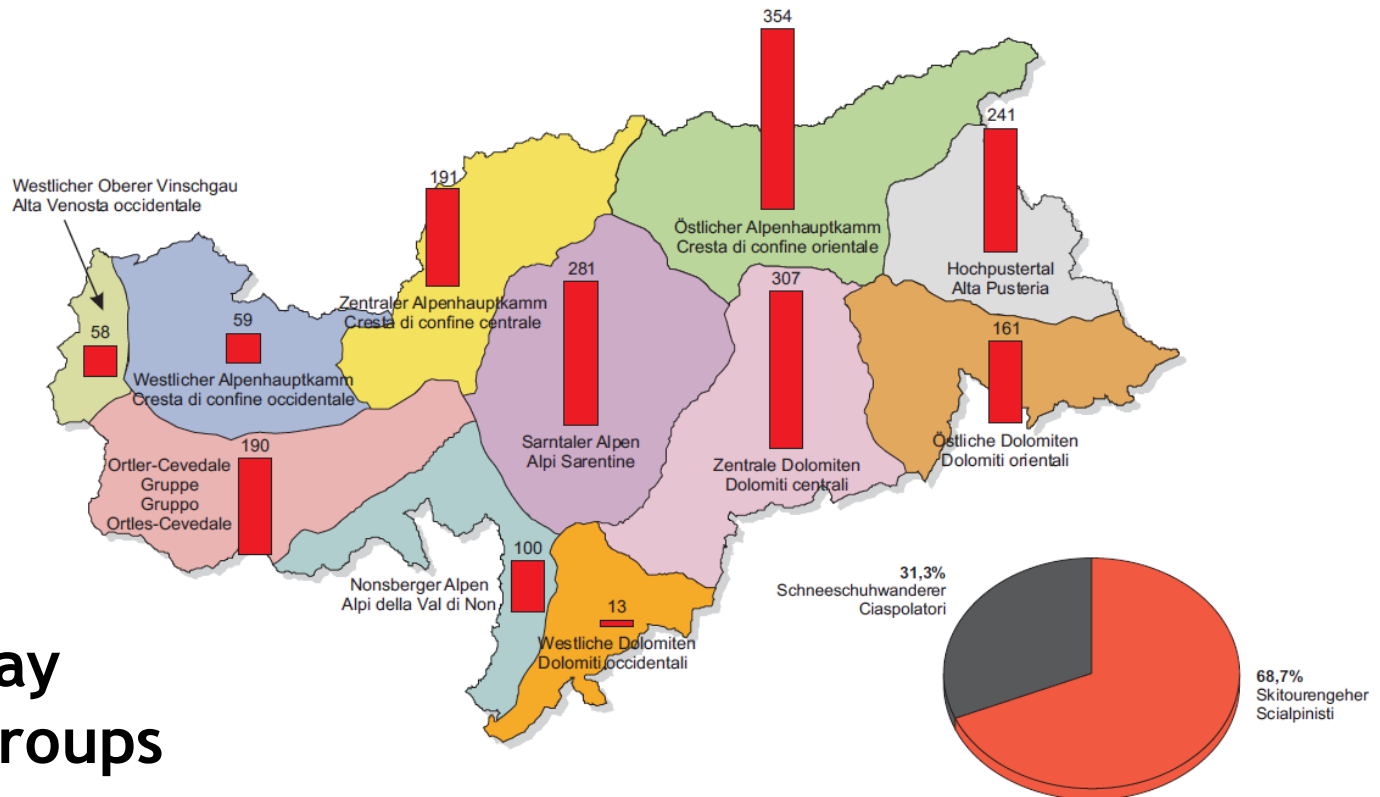 354
241
191
Westlicher Oberer Vinschgau
Alta Venosta occidentale
Östlicher Alpenhauptkamm
Cresta di confine orientale
281
307
Hochpustertal
Alta Pusteria
Zentraler Alpenhauptkamm
Cresta di confine centrale
58
59
161
Westlicher Alpenhauptkamm
Cresta di confine occidentale
190
Ortler-Cevedale
Gruppe
Gruppo
Ortles-Cevedale
Sarntaler Alpen
Alpi Sarentine
Zentrale Dolomiten
Dolomiti centrali
Östliche Dolomiten
Dolomiti orientali
100
Nonsberger Alpen
Alpi della Val di Non
13
Westliche Dolomiten
Dolomiti occidentali
31,3%
Schneeschuhwanderer
Ciaspolatori
68,7%
Skitourengeher
Scialpinisti
ay
roups